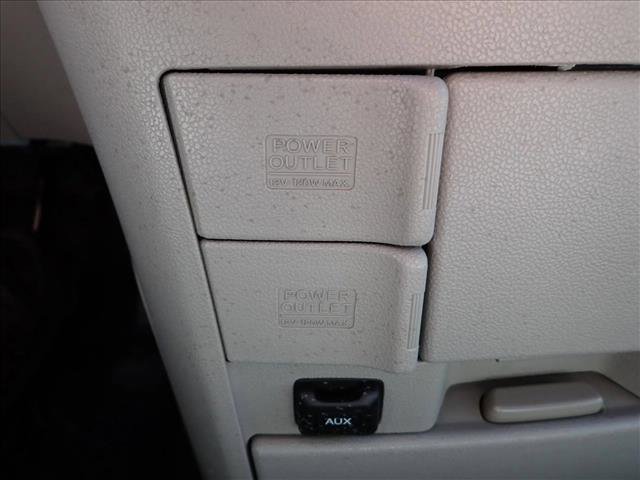 POWER
OUTLET
12V-180W MAX.
POWER
OUTLET
12V-180W MAX.
AUX